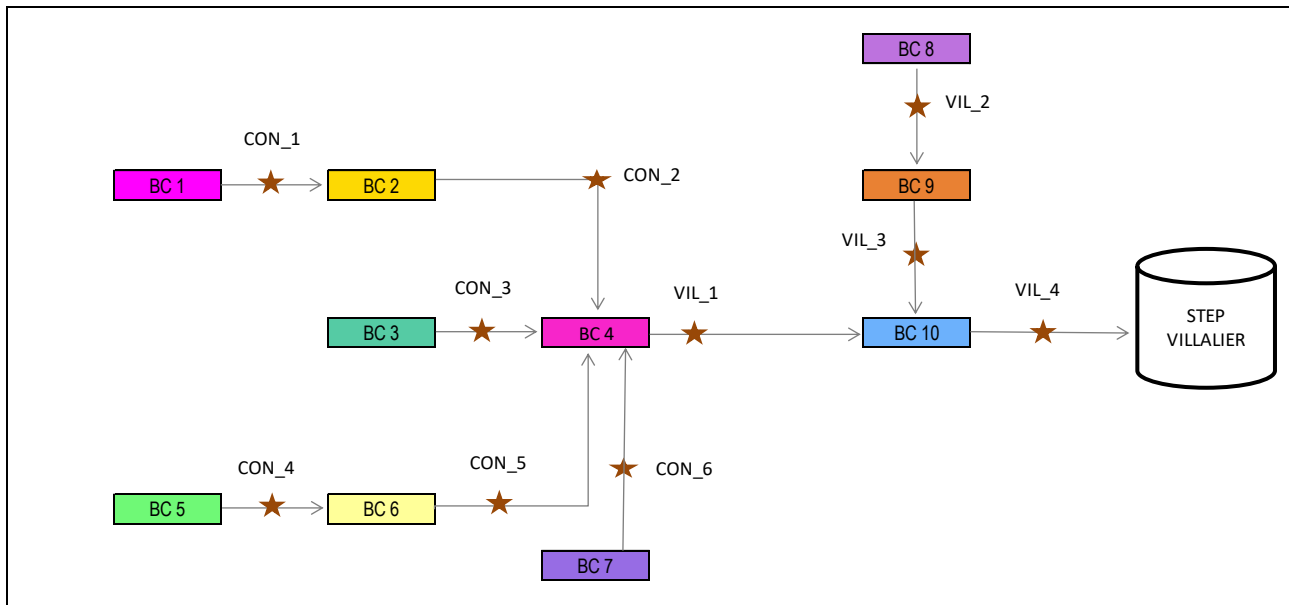 BC 8
VIL_2
CON_1
CON_2
BC 1
BC 2
BC 9
VIL_3
CON_3
VIL_1
VIL_4
BC 3
BC 4
BC 10
STEP
VILLALIER
CON_4
CON_5
CON_6
BC 5
BC 6
BC 7